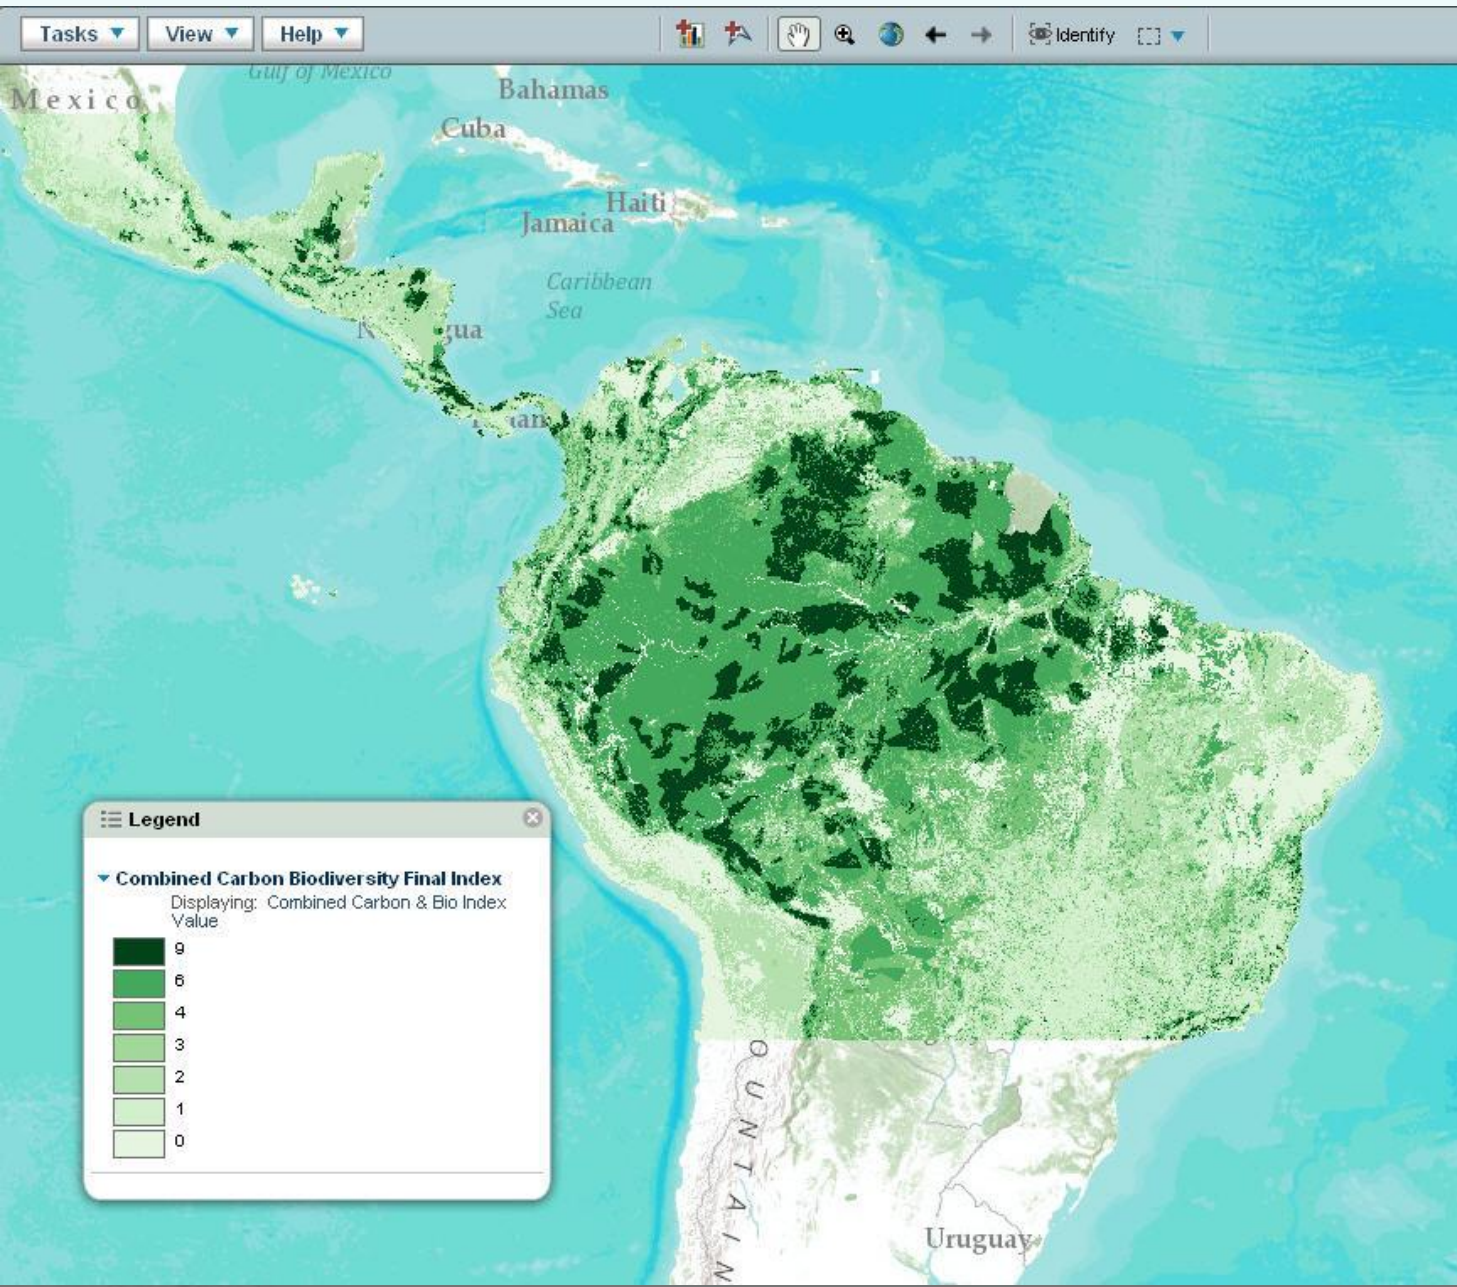 Tasks View Help Identify
Gulf of Mexico
Mexico
Bahamas
Cuba
Haiti
Jamaica
Caribbean
Sea
Legend
Combined Carbon Biodiversity Final Index
Displaying: Combined Carbon & Bio Index
Value
9
6
4
3
2
1
0
Uruguay